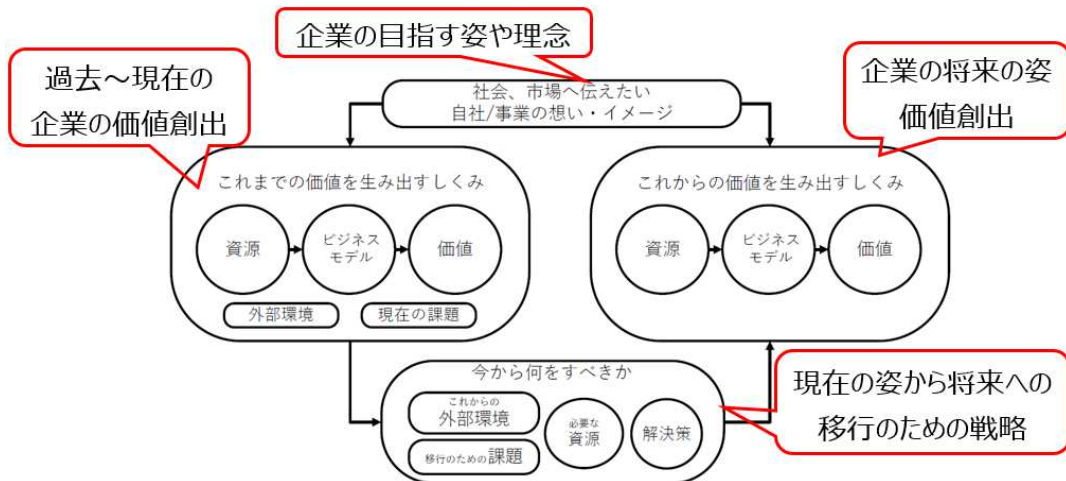 企業の目指す姿や理念
過去～現在の
企業の価値創出
企業の将来の姿
価値創出
社会、市場へ伝えたい
自社/事業の想い・イメージ
これまでの価値を生み出すしくみ
資源
ビジネス
モデル
価値
外部環境
現在の課題
これからの価値を生み出すしくみ
資源
ビジネス
モデル
価値
今から何をすべきか
これからの
外部環境
移行のための課題
必要な
資源
解決策
現在の姿から将来への
移行のための戦略